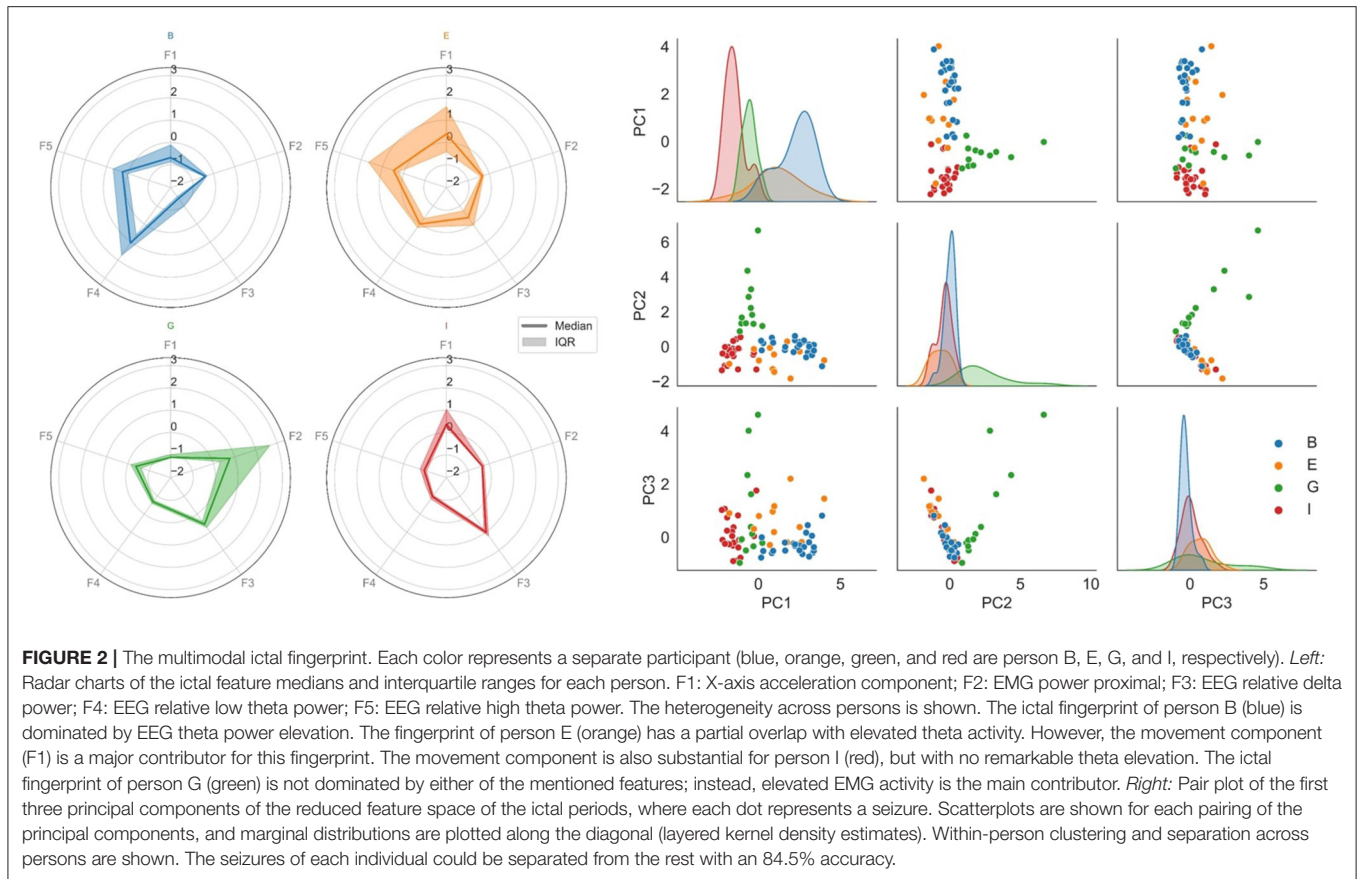 B
F1
3
2
1
0
−1
−2
F2
F3
F4
F5
E
F1
3
2
1
0
−1
−2
F2
F3
F4
F5
G
F1
3
2
1
0
−1
−2
F2
F3
F4
F5
I
F1
3
2
1
0
−1
−2
F2
F3
F4
F5
Median
IQR
PC1
4
2
0
−2
PC2
6
4
2
0
−2
PC3
4
2
0
0
5
PC1
0
5
10
PC2
0
5
PC3
B
E
G
I
FIGURE 2 | The multimodal ictal fingerprint. Each color represents a separate participant (blue, orange, green, and red are person B, E, G, and I, respectively). Left:
Radar charts of the ictal feature medians and interquartile ranges for each person. F1: X-axis acceleration component; F2: EMG power proximal; F3: EEG relative delta
power; F4: EEG relative low theta power; F5: EEG relative high theta power. The heterogeneity across persons is shown. The ictal fingerprint of person B (blue) is
dominated by EEG theta power elevation. The fingerprint of person E (orange) has a partial overlap with elevated theta activity. However, the movement component
(F1) is a major contributor for this fingerprint. The movement component is also substantial for person I (red), but with no remarkable theta elevation. The ictal
fingerprint of person G (green) is not dominated by either of the mentioned features; instead, elevated EMG activity is the main contributor. Right: Pair plot of the first
three principal components of the reduced feature space of the ictal periods, where each dot represents a seizure. Scatterplots are shown for each pairing of the
principal components, and marginal distributions are plotted along the diagonal (layered kernel density estimates). Within-person clustering and separation across
persons are shown. The seizures of each individual could be separated from the rest with an 84.5% accuracy.